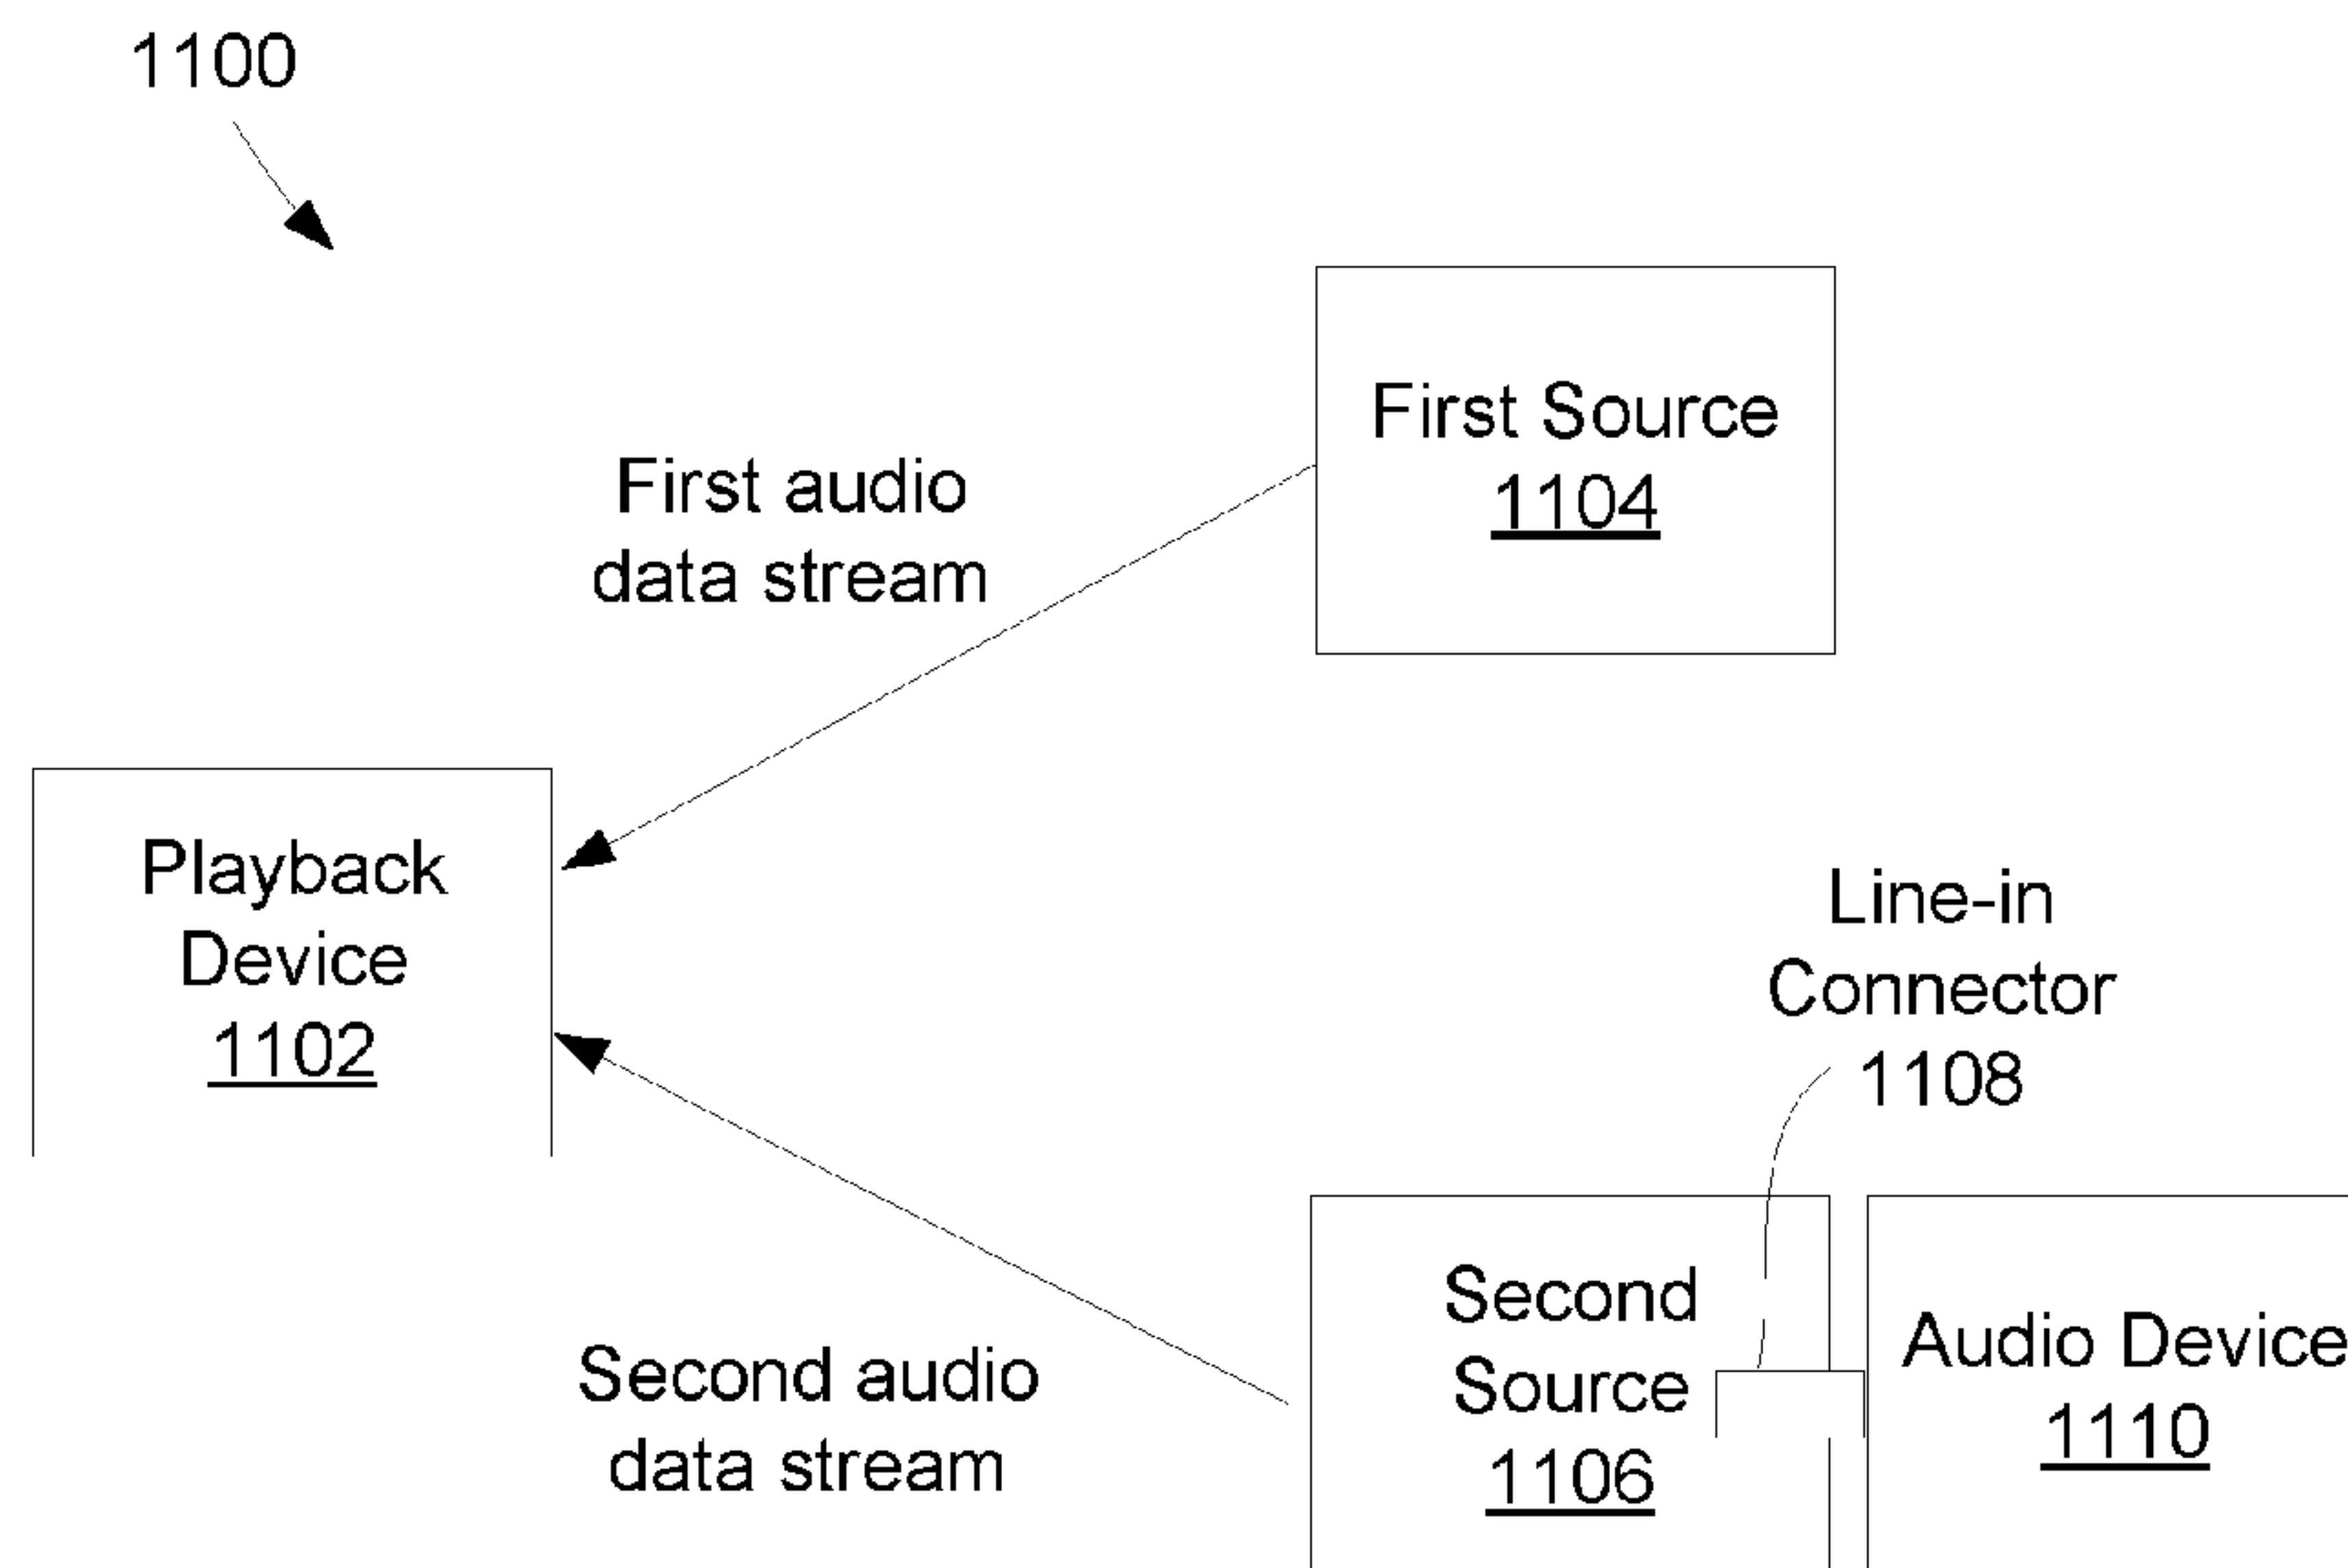 1100
First Source
1104
First audio
data stream
Playback
Device
1102
Line-in
Connector
1108
Second
Source
1106
Audio Device
1110
Second audio
data stream